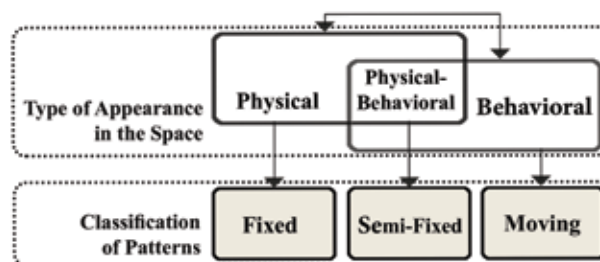 Type of Appearance
in the Space
Physical
Physical-
Behavioral
Behavioral
Classification
of Patterns
Fixed
Semi-Fixed
Moving